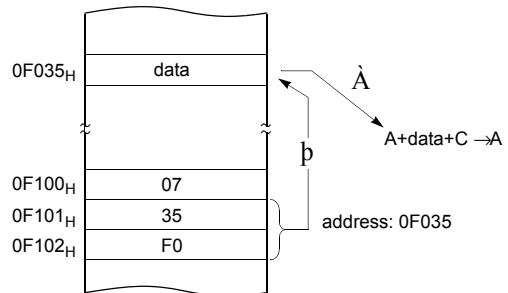 0F035H data
À
A+data+C →A
þ
0F100H 07
0F101H 35
address: 0F035
0F102H F0